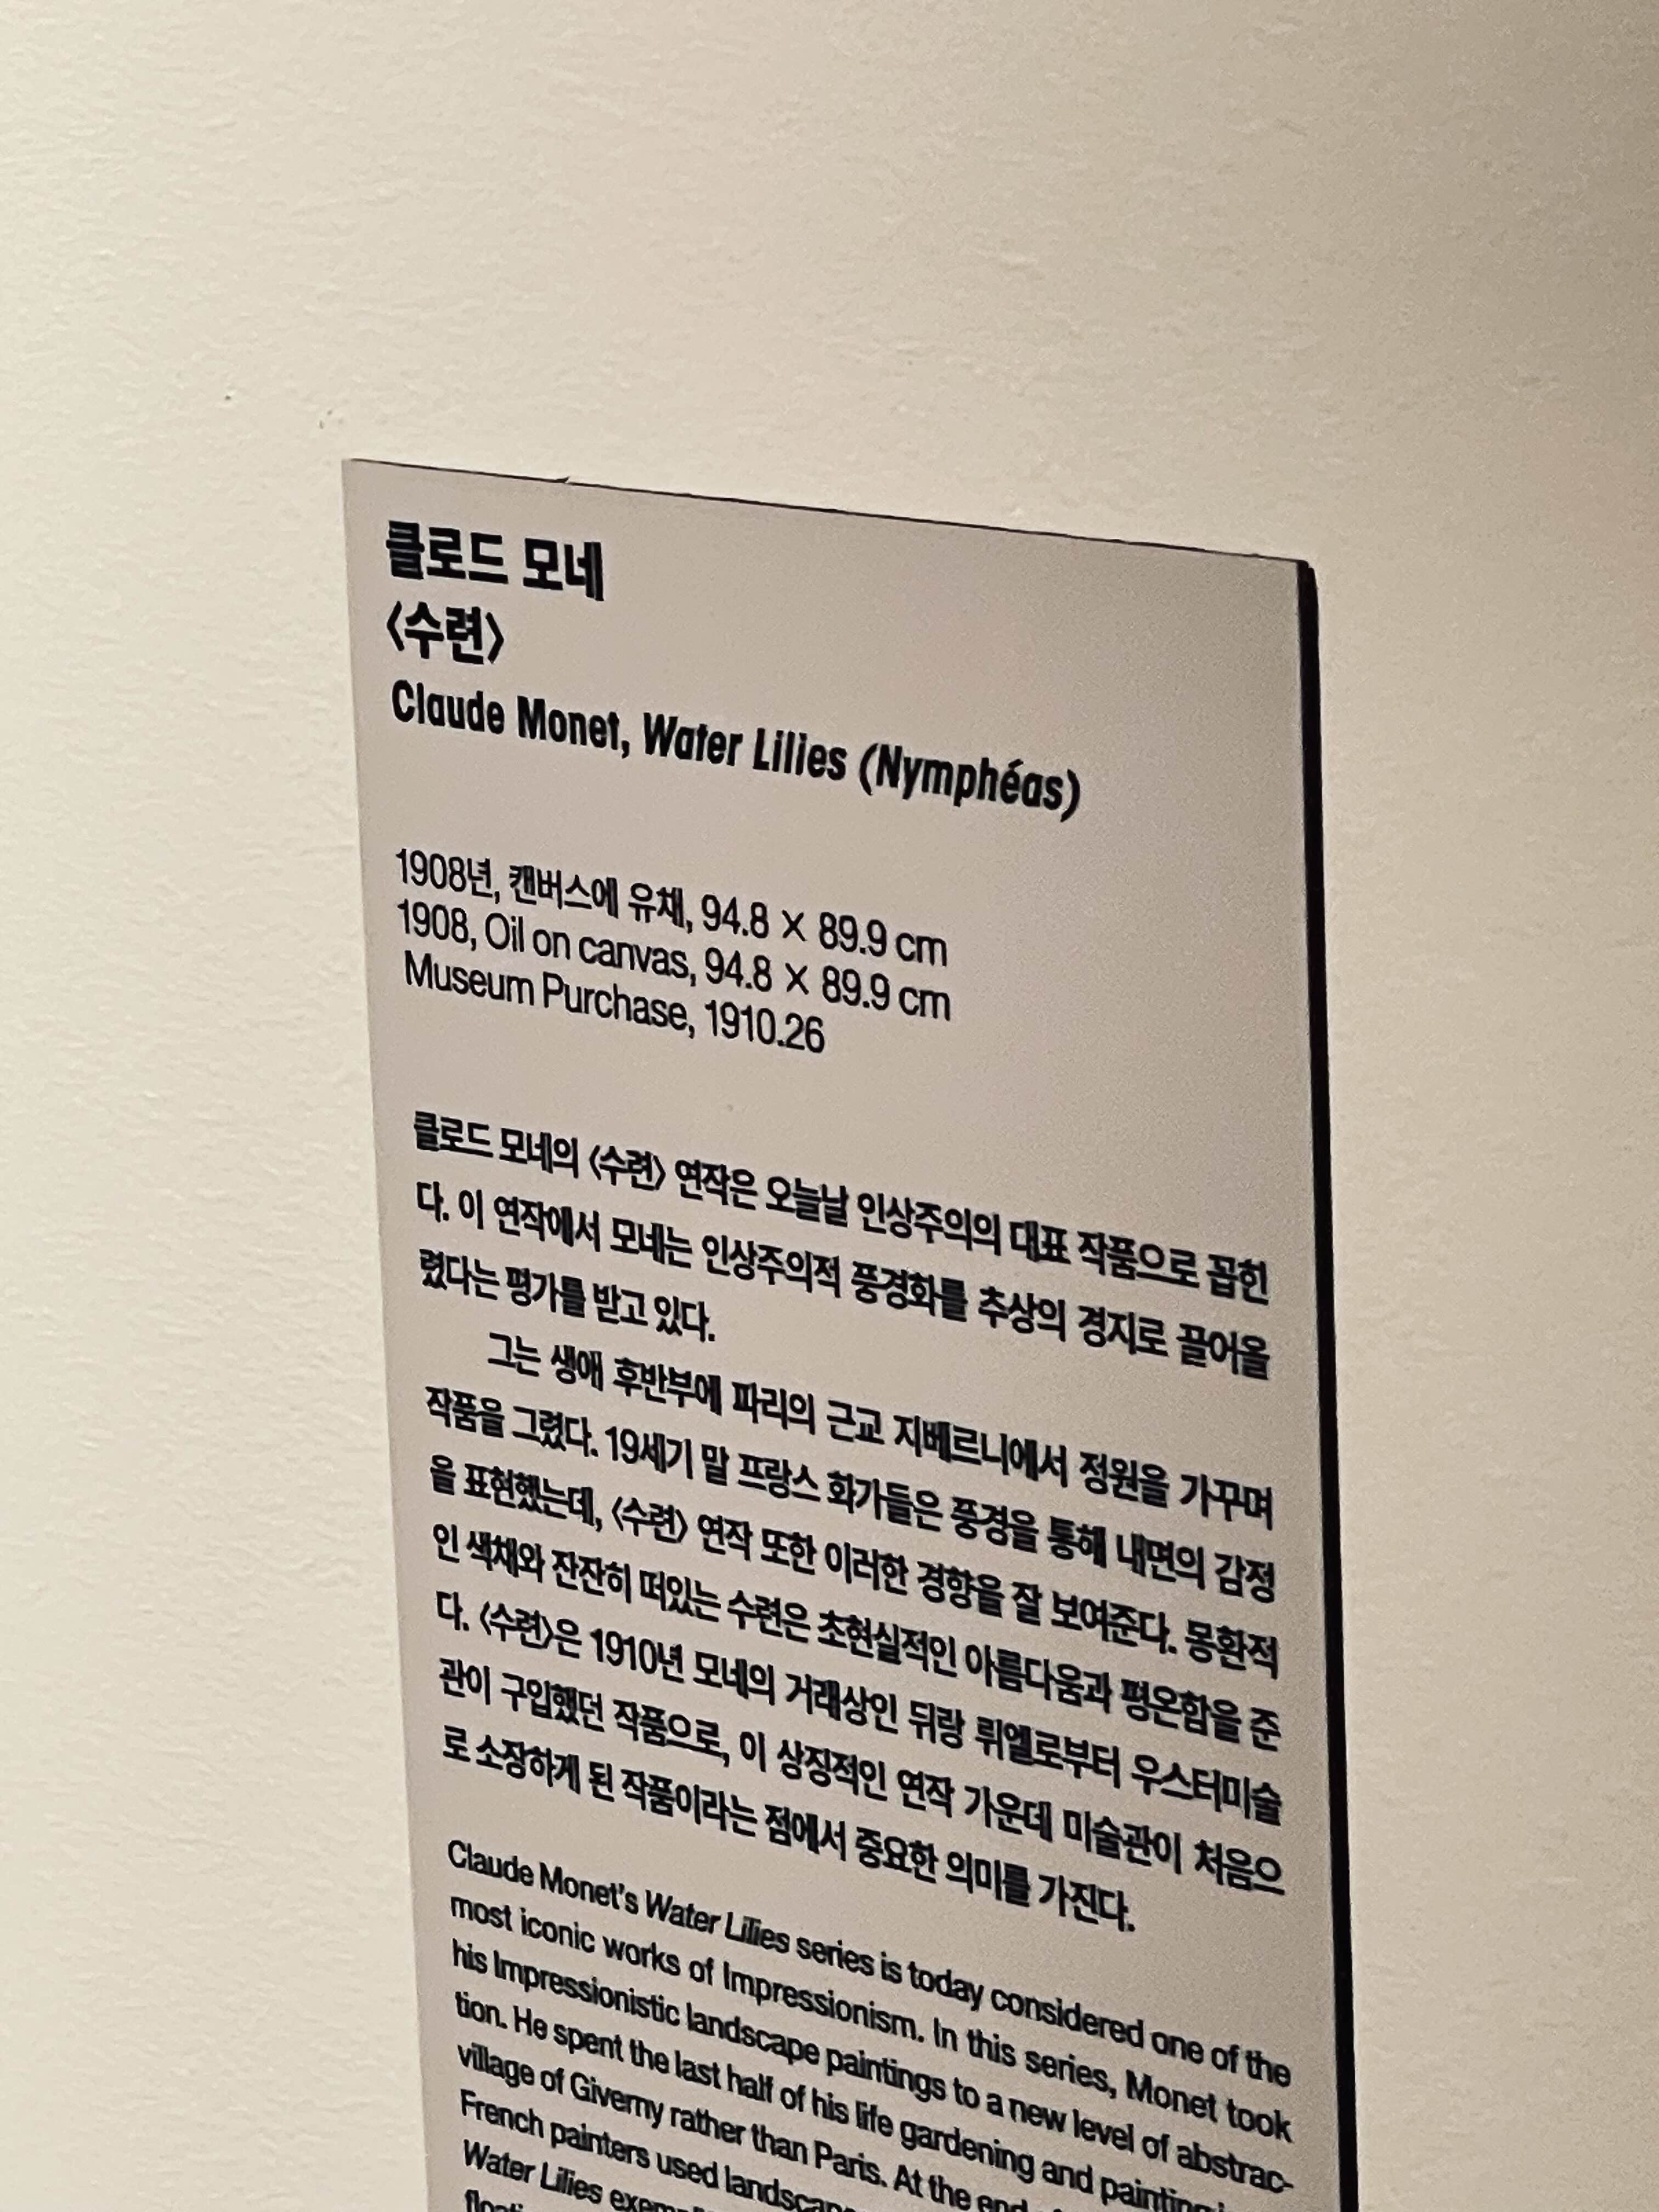 클로드 모네
〈수련〉
Claude Monet, Water Lilies (Nymphéas)
1908년, 캔버스에 유채, 94.8 × 89.9 cm
1908, Oil on canvas, 94.8 × 89.9 cm
Museum Purchase, 1910.26
클로드 모네의 〈수련〉 연작은 오늘날 인상주의의 대표 작품으로 꼽힌
다. 이 연작에서 모네는 인상주의적 풍경화를 추상의 경지로 끌어올
렸다는 평가를 받고 있다.
그는 생애 후반부에 파리의 근교 지베르니에서 정원을 가꾸며
작품을 그렸다. 19세기 말 프랑스 화가들은 풍경을 통해 내면의 감정
을 표현했는데, 〈수련〉 연작 또한 이러한 경향을 잘 보여준다. 몽환적
인 색채와 잔잔히 떠있는 수련은 초현실적인 아름다움과 평온함을 준
다. 〈수련〉은 1910년 모네의 거래상인 뒤랑 뤼엘로부터 우스터미술
관이 구입했던 작품으로, 이 상징적인 연작 가운데 미술관이 처음으
로 소장하게 된 작품이라는 점에서 중요한 의미를 가진다.
Claude Monet's Water Lilies series is today considered one of the
most iconic works of Impressionism. In this series, Monet took
his Impressionistic landscape paintings to a new level of abstrac-
tion. He spent the last half of his life gardening and painting
village of Giverny rather than Paris. At the end
French painters used
Water Lilies